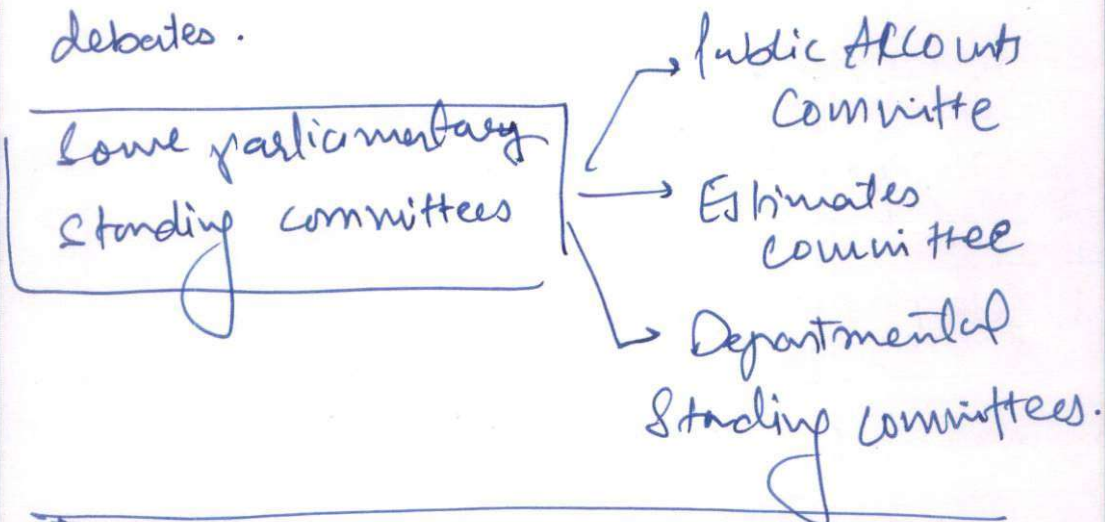 debates.
Some parliamentary
standing committees
Public Accounts
Committe
Estimates
committee
Departmental
Standing committees.